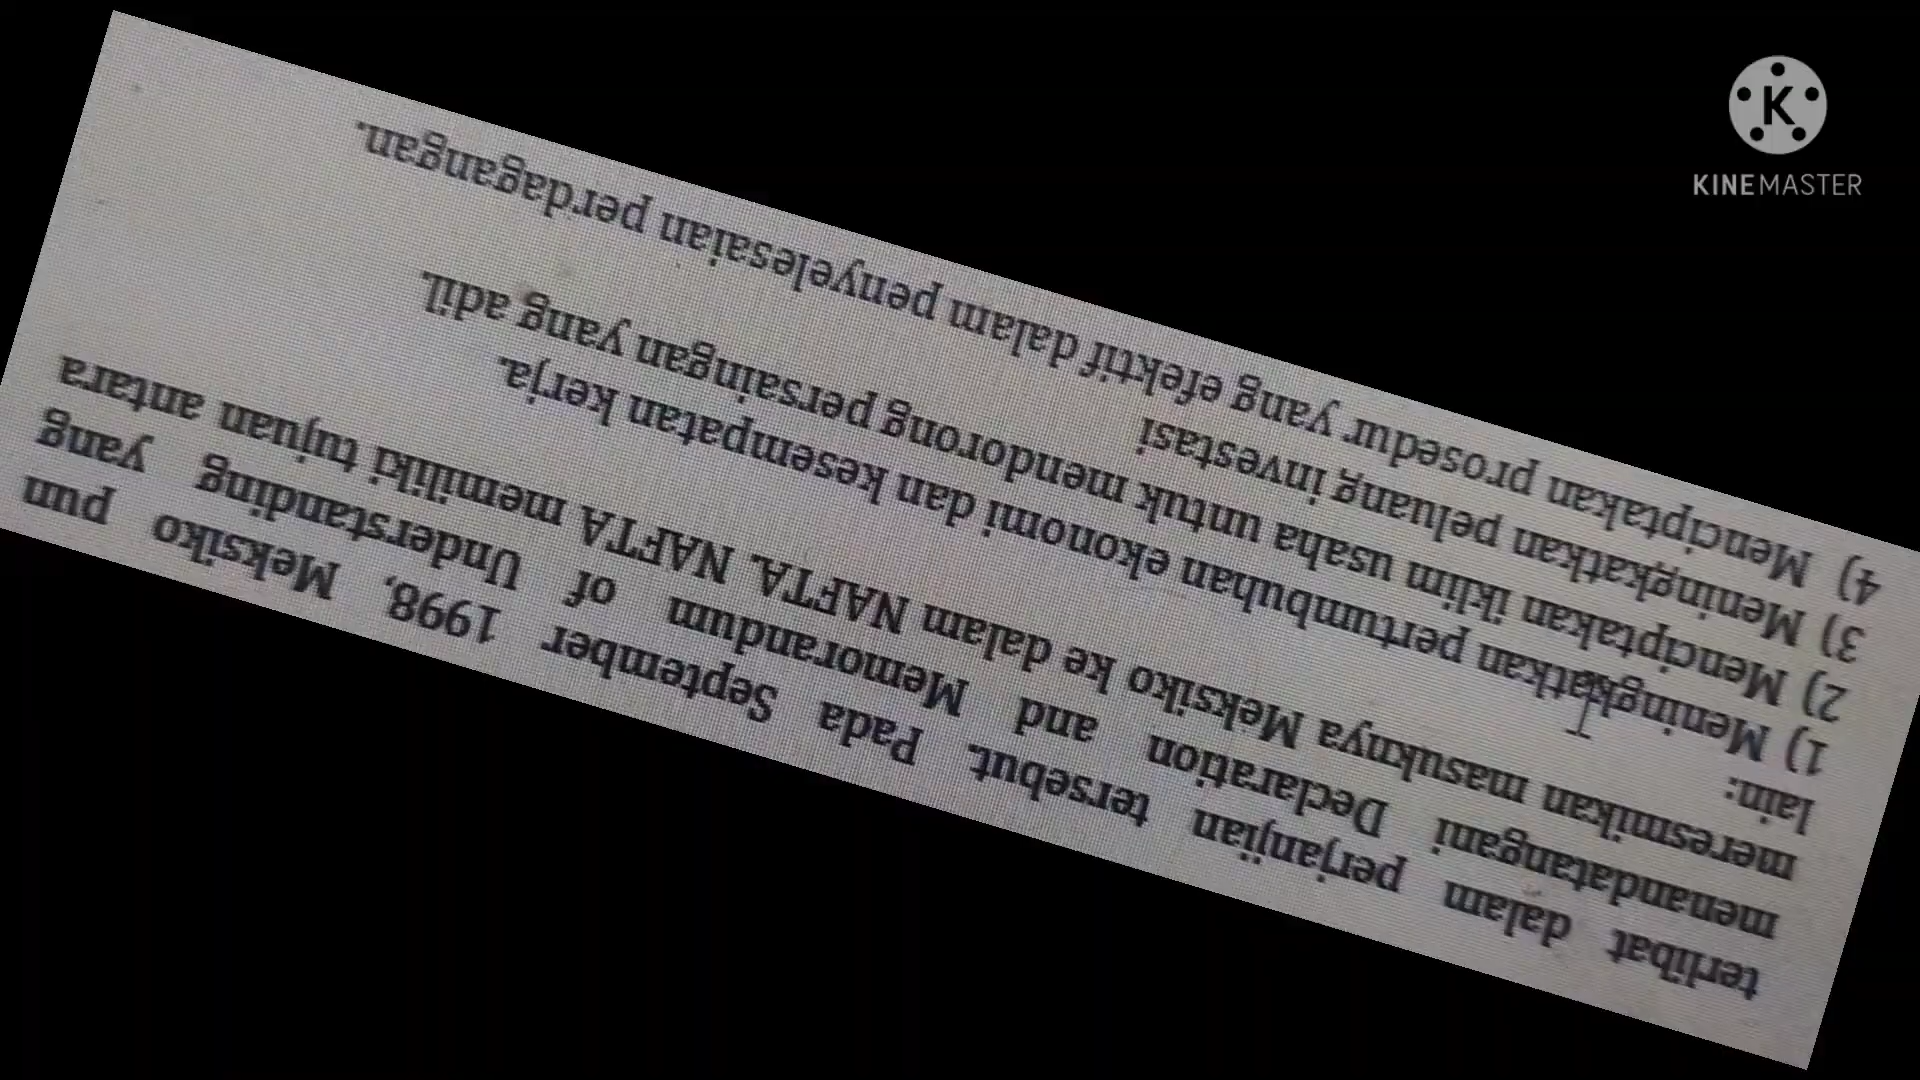 terlibat dalam perjanjian tersebut. Pada September 1998, Meksiko pun
menandatangani Declaration and Memorandum of Understanding yang
meresmikan masuknya Meksiko ke dalam NAFTA. NAFTA memiliki tujuan antara
lain:
1) Meningkatkan pertumbuhan ekonomi dan kesempatan kerja.
2) Menciptakan iklim usaha untuk mendorong persaingan yang adil.
3) Meningkatkan peluang investasi
4) Menciptakan prosedur yang efektif dalam penyelesaian perdagangan.
K
KINEMASTER